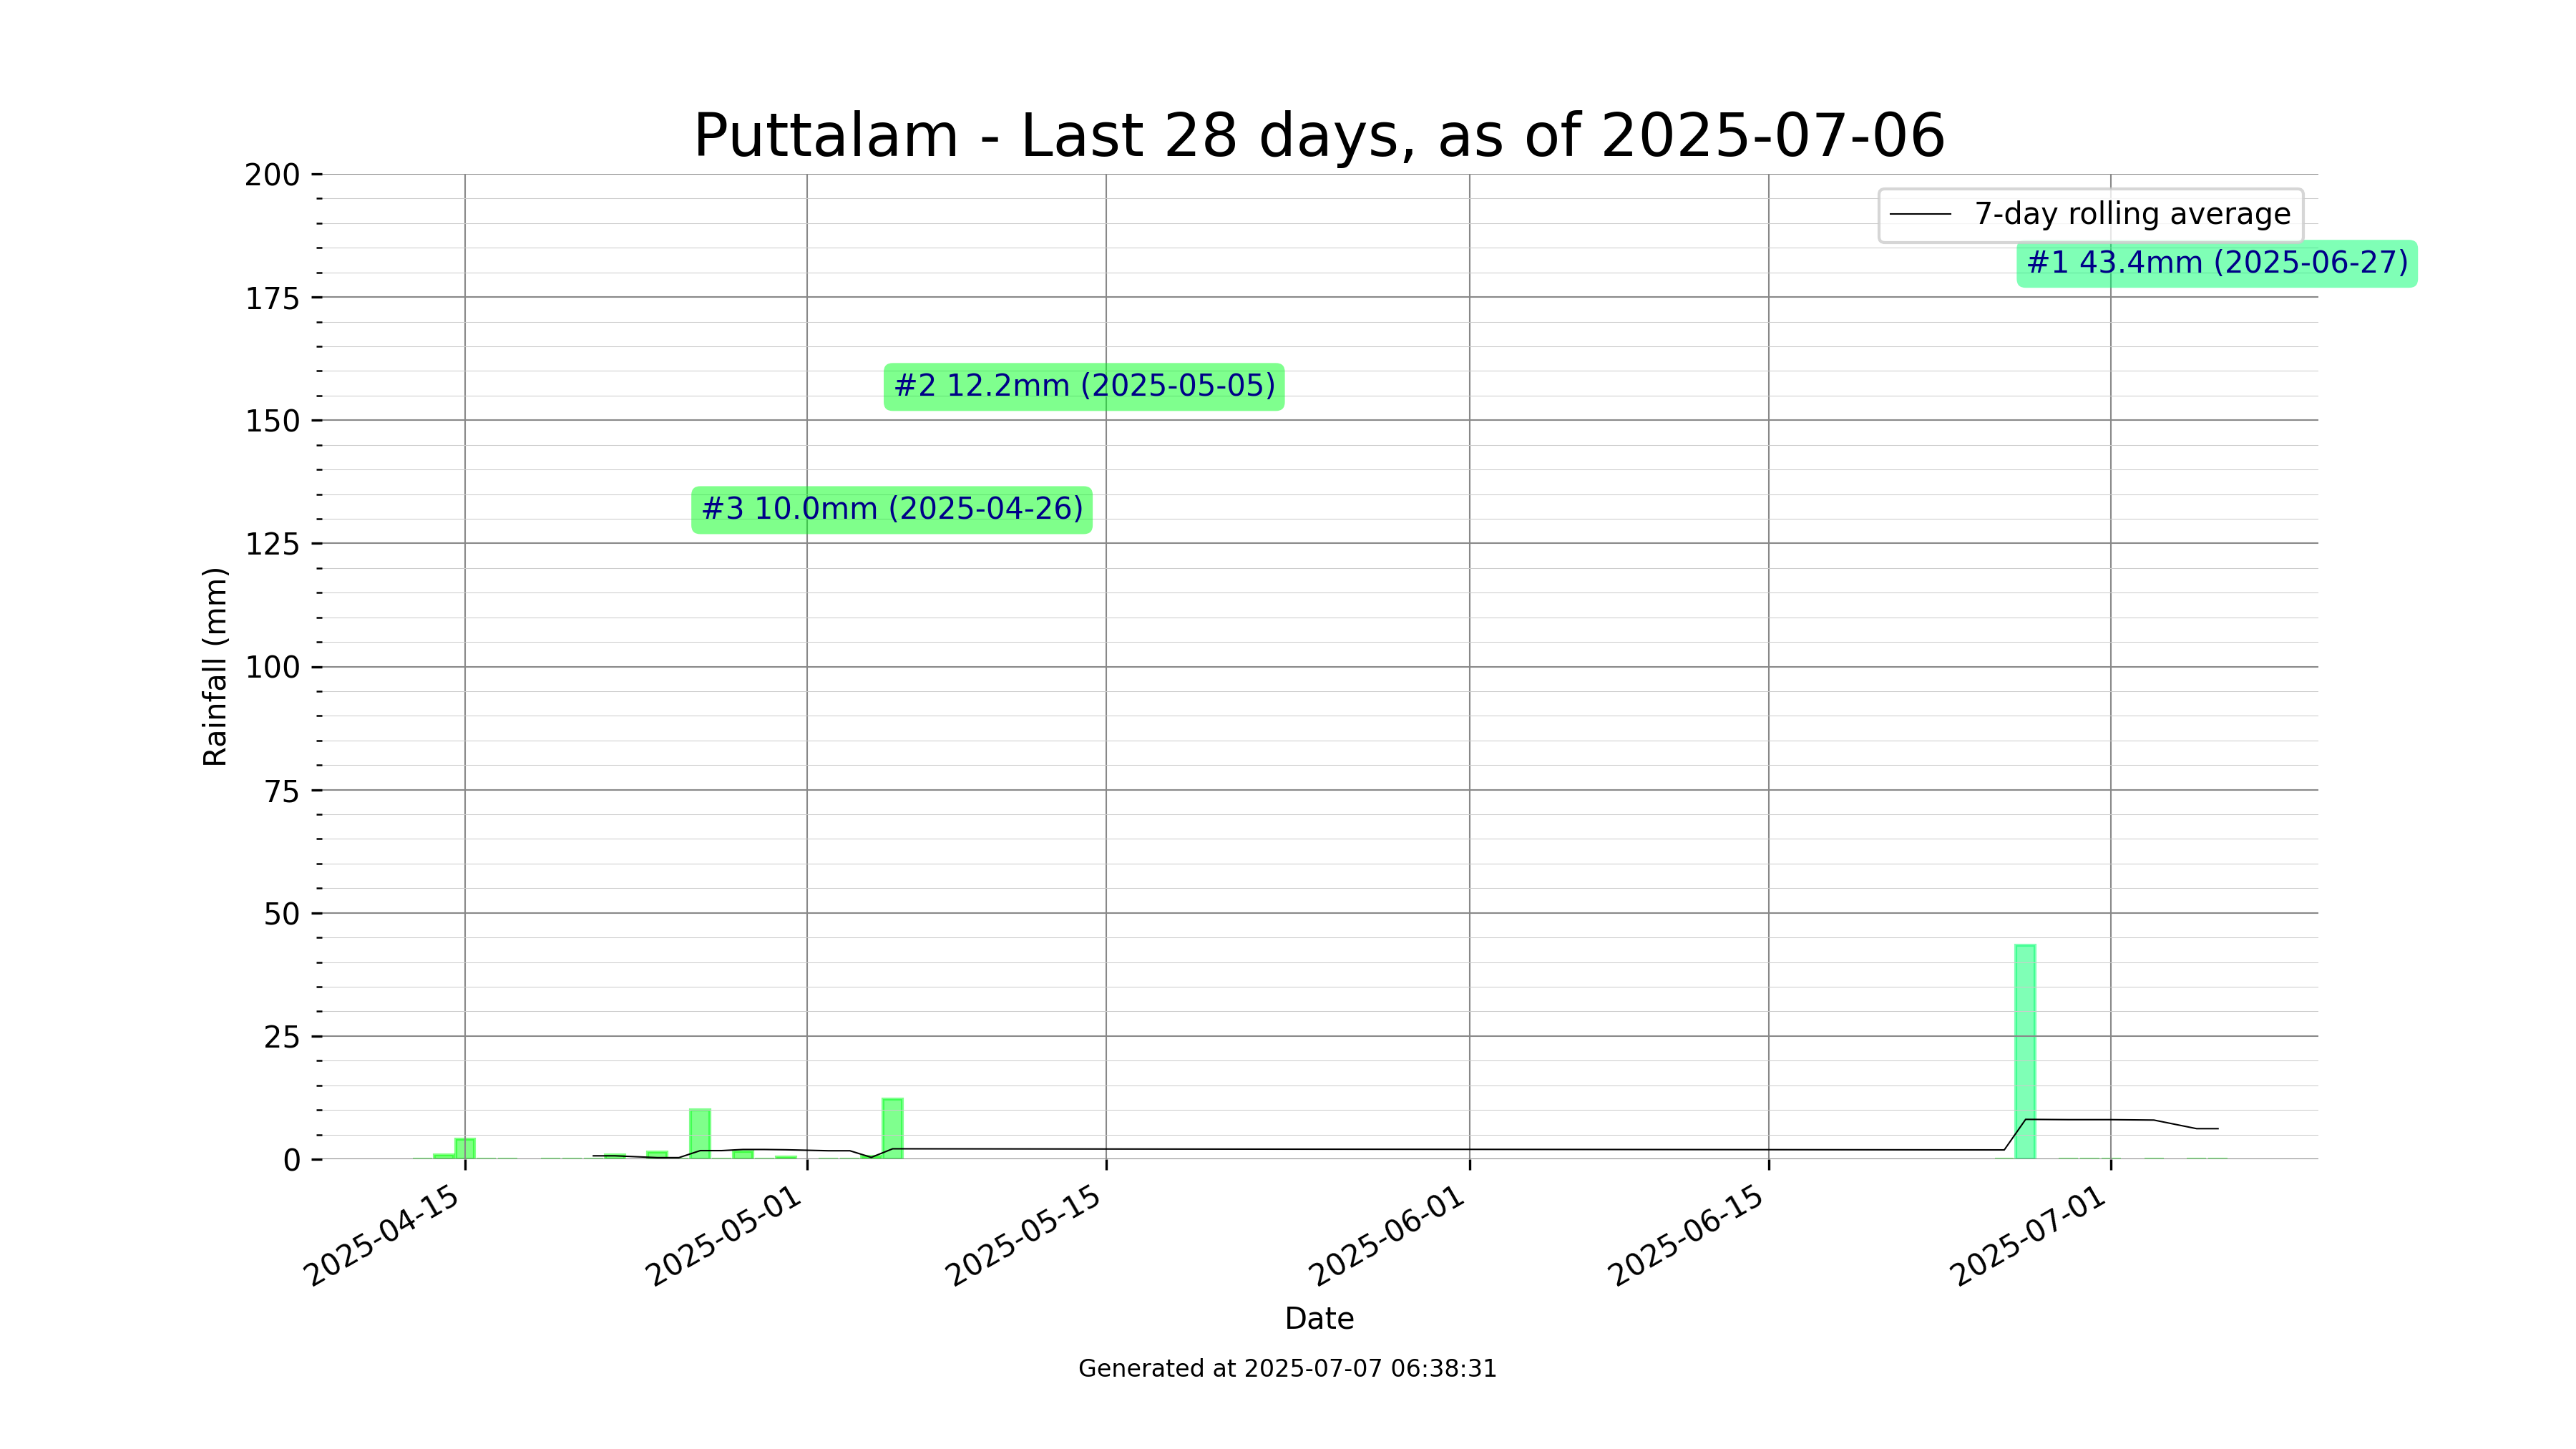 Puttalam - Last 28 days, as of 2025-07-06
200
175
150
125
100
75
50
25
0
Rainfall (mm)
7-day rolling average
#1 43.4mm (2025-06-27)
#2 12.2mm (2025-05-05)
#3 10.0mm (2025-04-26)
2025-04-15
2025-05-01
2025-05-15
2025-06-01
2025-06-15
2025-07-01
Date
Generated at 2025-07-07 06:38:31